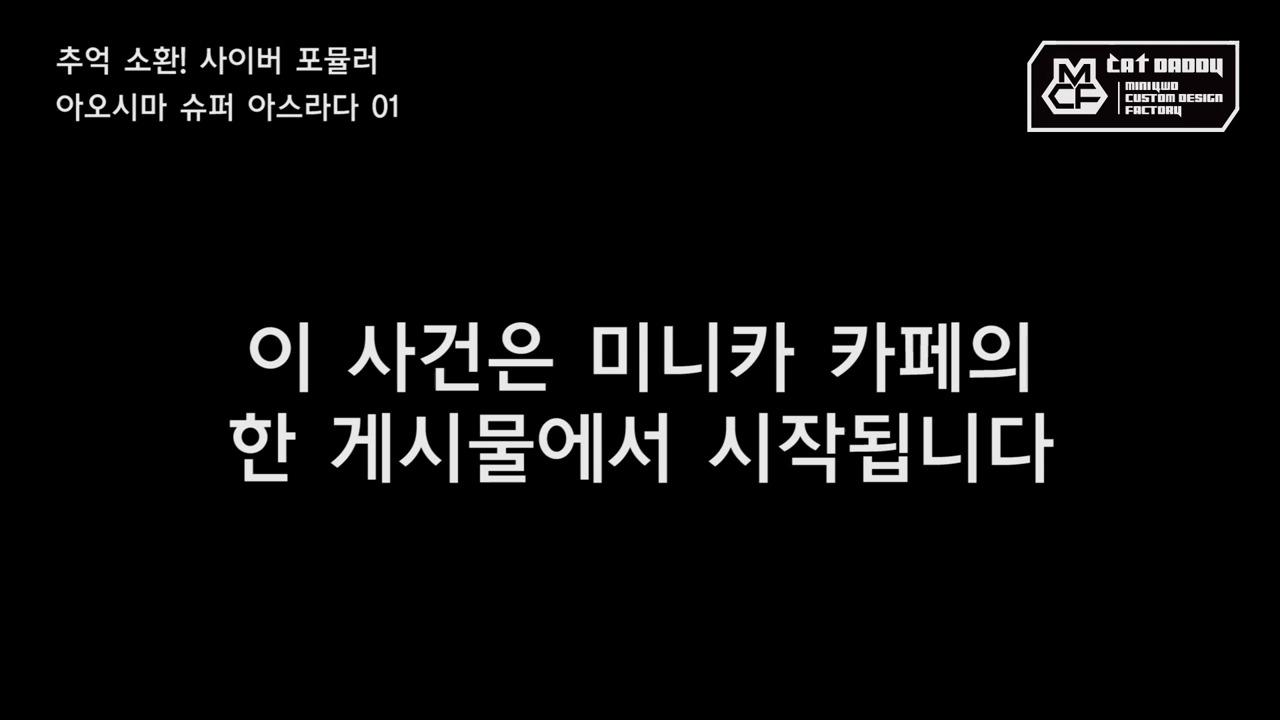 추억 소환! 사이버 포뮬러
아오시마 슈퍼 아스라다 01
MCF
CAT DADDY
MINI4WD
CUSTOM DESIGN
FACTORY
이 사건은 미니카 카페의
한 게시물에서 시작됩니다